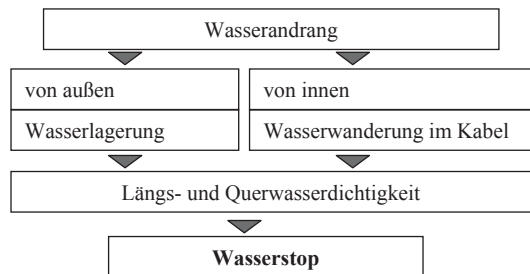 Wasserandrang
von außen
von innen
Wasserlagerung
Wasserwanderung im Kabel
Längs- und Querwasserdichtigkeit
Wasserstop